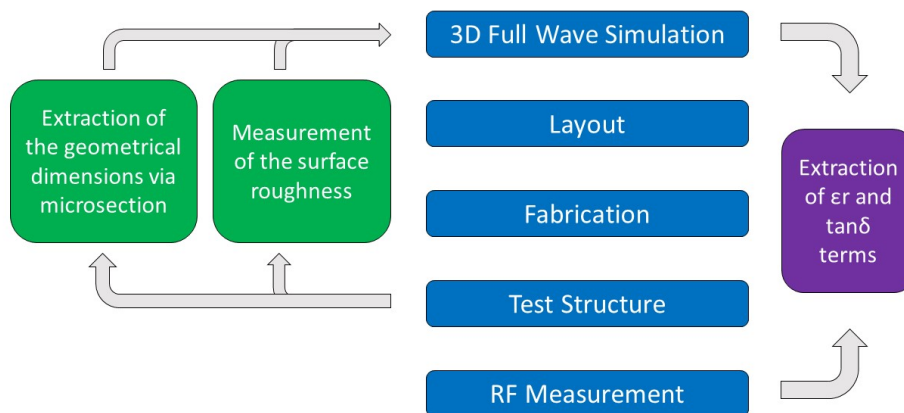 3D Full Wave Simulation
Extraction of
the geometrical
dimensions via
microsection
Measurement
of the surface
roughness
Layout
Fabrication
Test Structure
RF Measurement
Extraction
of εr and
tanδ
terms